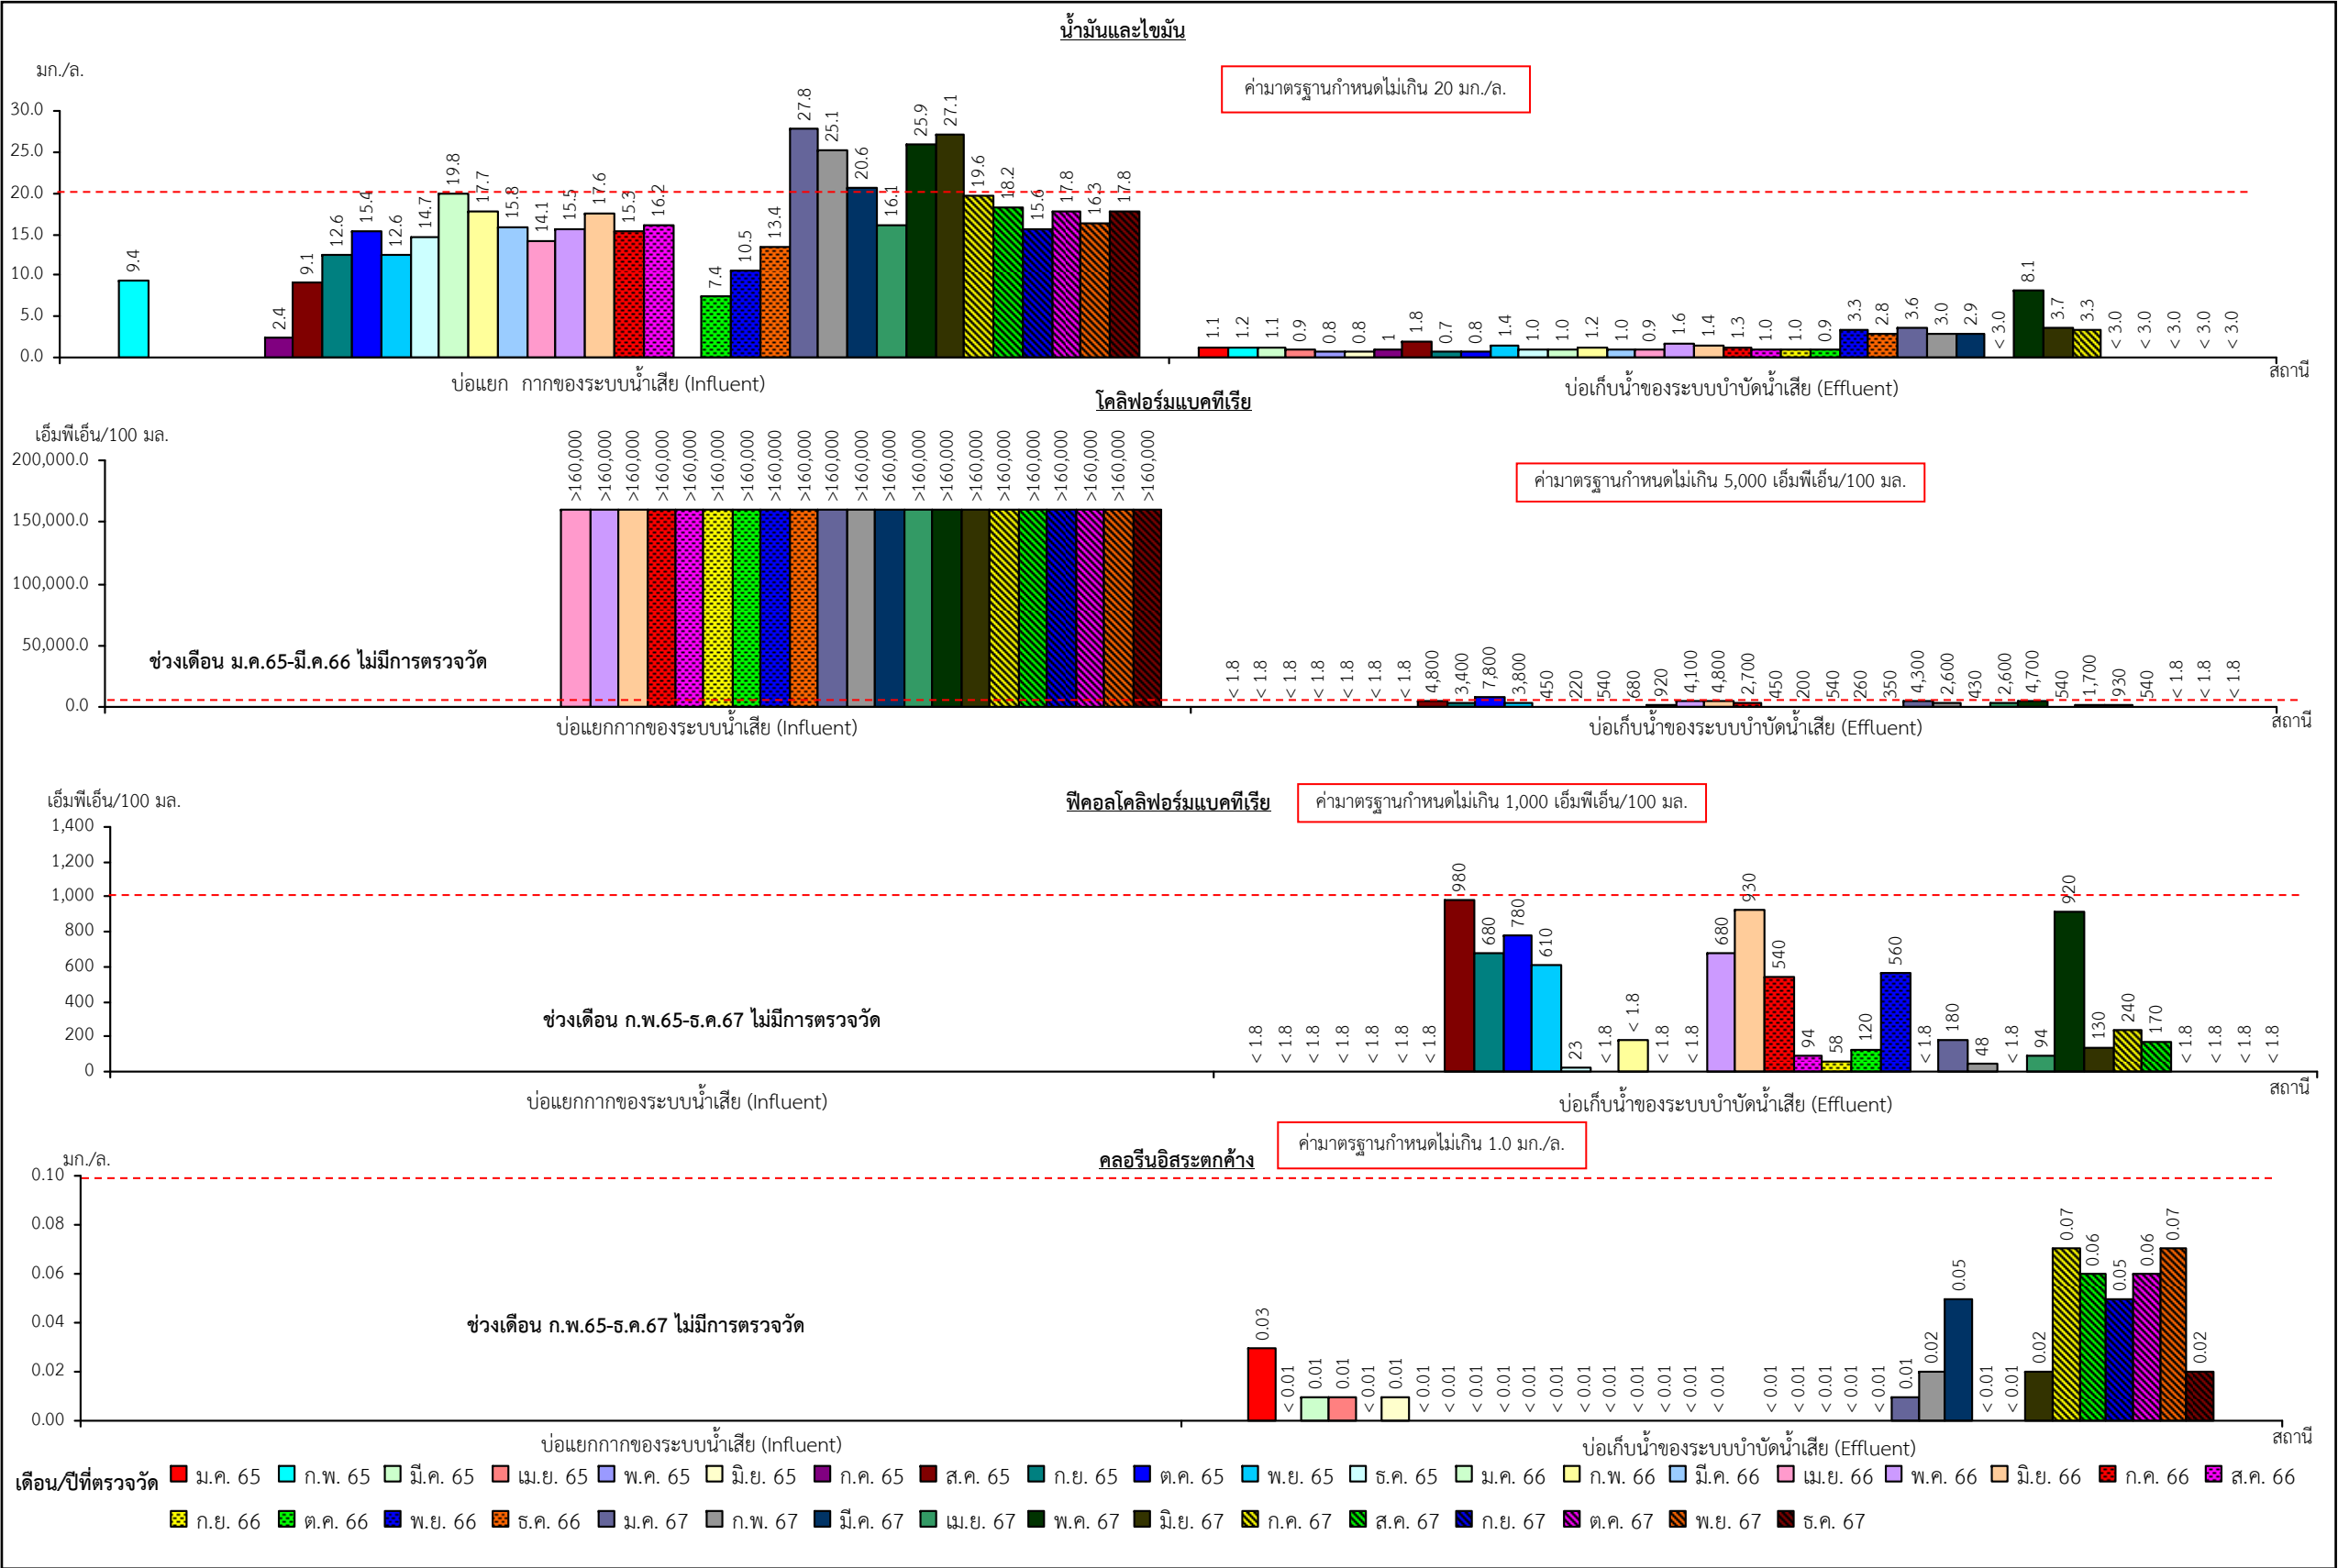 น้ำมันและไขมัน
มก./ล.
ค่ามาตรฐานกำหนดไม่เกิน 20 มก./ล.
30.0
25.0
20.0
15.0
10.0
5.0
0.0
9.4 2.4 9.1 12.6 15.4 12.6 14.7 19.8 17.7 15.8 14.1 15.5 17.6 15.3 16.2 7.4 10.5 13.4 27.8 25.1 20.6 16.1 25.9 27.1 19.6 18.2 15.6 17.8 16.3 17.8
1.1 1.2 1.1 0.9 0.8 0.8 1 1.8 0.7 0.8 1.4 1.0 1.0 1.2 1.0 0.9 1.6 1.4 1.3 1.0 1.0 0.9 3.3 2.8 3.6 3.0 2.9 < 3.0 8.1 3.7 3.3 < 3.0 < 3.0 < 3.0 < 3.0 < 3.0
บ่อแยก กากของระบบน้ำเสีย (Influent)
บ่อเก็บน้ำของระบบบำบัดน้ำเสีย (Effluent)
สถานี
โคลิฟอร์มแบคทีเรีย
เอ็มพีเอ็น/100 มล.
ค่ามาตรฐานกำหนดไม่เกิน 5,000 เอ็มพีเอ็น/100 มล.
200,000.0
150,000.0
100,000.0
50,000.0
0.0
ช่วงเดือน ม.ค.65-มี.ค.66 ไม่มีการตรวจวัด
>160,000 >160,000 >160,000 >160,000 >160,000 >160,000 >160,000 >160,000 >160,000 >160,000 >160,000 >160,000 >160,000 >160,000 >160,000 >160,000 >160,000 >160,000 >160,000 >160,000 >160,000
< 1.8 < 1.8 < 1.8 < 1.8 < 1.8 < 1.8 < 1.8 4,800 3,400 7,800 3,800 450 220 540 680 920 4,100 4,800 2,700 450 200 540 260 350 4,300 2,600 430 2,600 4,700 540 1,700 930 540 < 1.8 < 1.8 < 1.8
บ่อแยกกากของระบบน้ำเสีย (Influent)
บ่อเก็บน้ำของระบบบำบัดน้ำเสีย (Effluent)
สถานี
ฟีคอลโคลิฟอร์มแบคทีเรีย
เอ็มพีเอ็น/100 มล.
ค่ามาตรฐานกำหนดไม่เกิน 1,000 เอ็มพีเอ็น/100 มล.
1,400
1,200
1,000
800
600
400
200
0
ช่วงเดือน ก.พ.65-ธ.ค.67 ไม่มีการตรวจวัด
< 1.8 < 1.8 < 1.8 < 1.8 < 1.8 < 1.8 < 1.8 980 680 780 610 23 < 1.8 < 1.8 < 1.8 < 1.8 680 930 540 94 58 120 560 < 1.8 180 48 < 1.8 94 920 130 240 170 < 1.8 < 1.8 < 1.8 < 1.8
บ่อแยกกากของระบบน้ำเสีย (Influent)
บ่อเก็บน้ำของระบบบำบัดน้ำเสีย (Effluent)
สถานี
คลอรีนอิสระตกค้าง
มก./ล.
ค่ามาตรฐานกำหนดไม่เกิน 1.0 มก./ล.
0.10
0.08
0.06
0.04
0.02
0.00
ช่วงเดือน ก.พ.65-ธ.ค.67 ไม่มีการตรวจวัด
0.03 < 0.01 0.01 0.01 < 0.01 0.01 < 0.01 < 0.01 < 0.01 < 0.01 < 0.01 < 0.01 < 0.01 < 0.01 < 0.01 < 0.01 < 0.01 < 0.01 < 0.01 < 0.01 < 0.01 < 0.01 < 0.01 0.01 0.02 0.05 < 0.01 < 0.01 0.02 0.07 0.06 0.05 0.06 0.07 0.02
บ่อแยกกากของระบบน้ำเสีย (Influent)
บ่อเก็บน้ำของระบบบำบัดน้ำเสีย (Effluent)
สถานี
เดือน/ปีที่ตรวจวัด
ม.ค. 65 ก.พ. 65 มี.ค. 65 เม.ย. 65 พ.ค. 65 มิ.ย. 65 ก.ค. 65 ส.ค. 65 ก.ย. 65 ต.ค. 65 พ.ย. 65 ธ.ค. 65 ม.ค. 66 ก.พ. 66 มี.ค. 66 เม.ย. 66 พ.ค. 66 มิ.ย. 66 ก.ค. 66 ส.ค. 66
ก.ย. 66 ต.ค. 66 พ.ย. 66 ธ.ค. 66 ม.ค. 67 ก.พ. 67 มี.ค. 67 เม.ย. 67 พ.ค. 67 มิ.ย. 67 ก.ค. 67 ส.ค. 67 ก.ย. 67 ต.ค. 67 พ.ย. 67 ธ.ค. 67